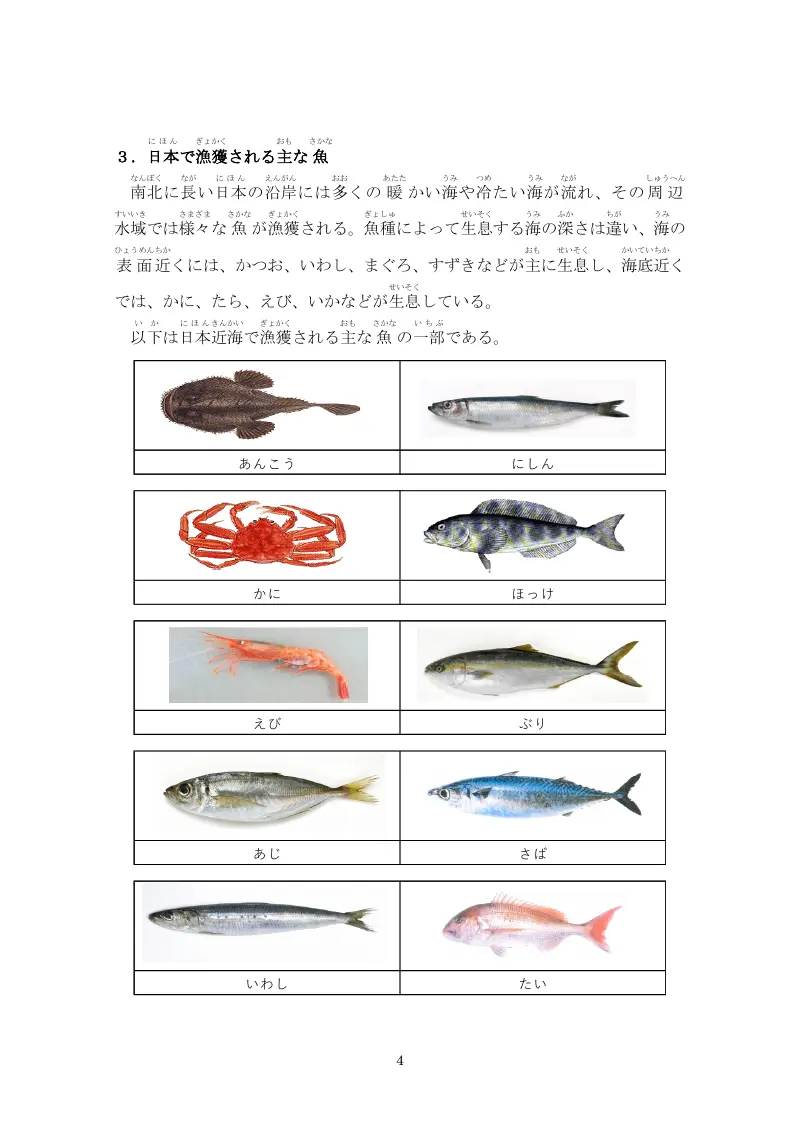 ３．日本で漁獲される主な魚
南北に長い日本の沿岸には多くの暖かい海や冷たい海が流れ、その周辺
水域では様々な魚が漁獲される。魚種によって生息する海の深さは違い、海の
表面近くには、かつお、いわし、まぐろ、すずきなどが主に生息し、海底近く
では、かに、たら、えび、いかなどが生息している。
以下は日本近海で漁獲される主な魚の一部である。
あんこう にしん
かに ほっけ
えび ぶり
あじ さば
いわし たい
4